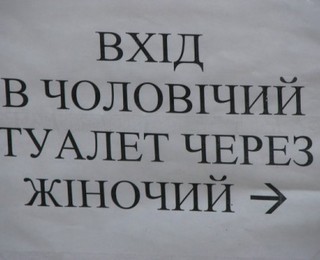 ВХІД
В ЧОЛОВІЧИЙ
ТУАЛЕТ ЧЕРЕЗ
ЖІНОЧИЙ →